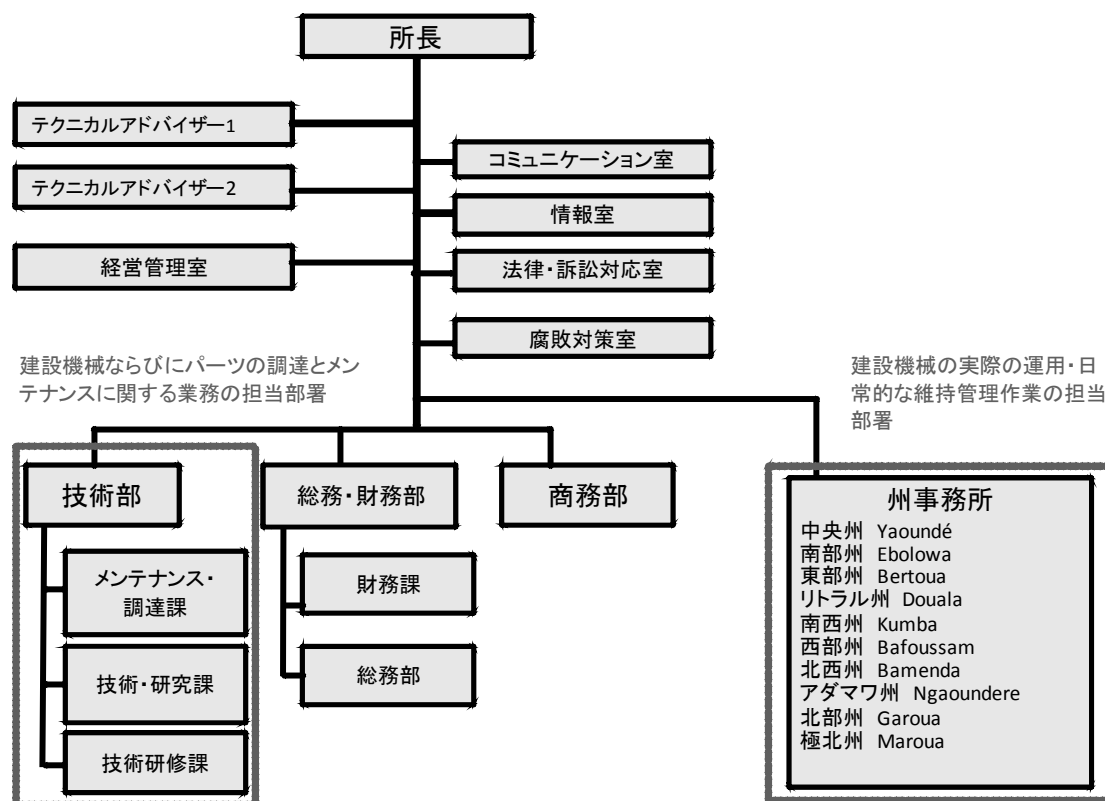 所長
テクニカルアドバイザー1
テクニカルアドバイザー2
経営管理室
コミュニケーション室
情報室
法律・訴訟対応室
腐敗対策室
建設機械ならびにパーツの調達とメン
テナンスに関する業務の担当部署
建設機械の実際の運用・日
常的な維持管理作業の担当
部署
技術部
メンテナンス・
調達課
技術・研究課
技術研修課
総務・財務部
財務課
総務部
商務部
州事務所
中央州 Yaoundé
南部州 Ebolowa
東部州 Bertoua
リトラル州 Douala
南西州 Kumba
西部州 Bafoussam
北西州 Bamenda
アダマワ州 Ngaoundere
北部州 Garoua
極北州 Maroua